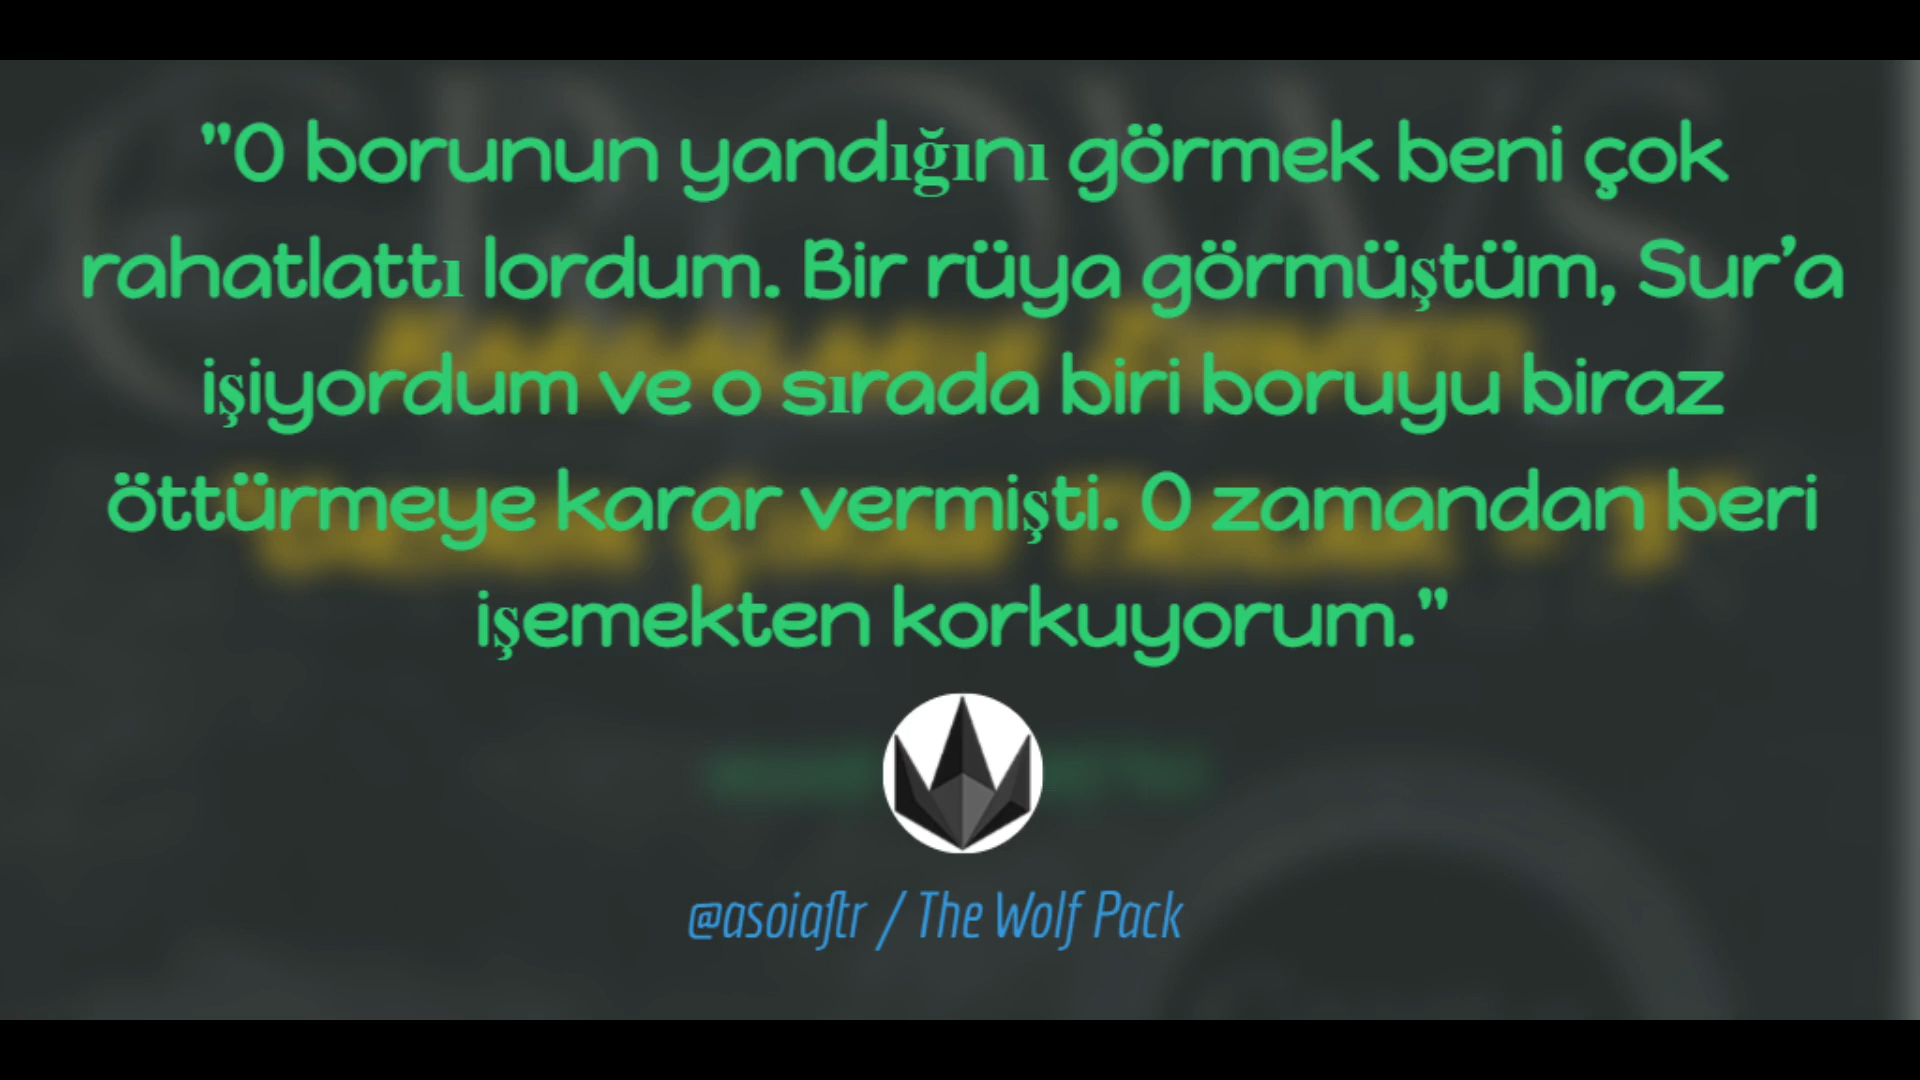 "O borunun yandığını görmek beni çok
rahatlattı lordum. Bir rüya görmüştüm, Sur’a
işiyordum ve o sırada biri boruyu biraz
öttürmeye karar vermişti. O zamandan beri
işemekten korkuyorum."
@asoiaftr / The Wolf Pack